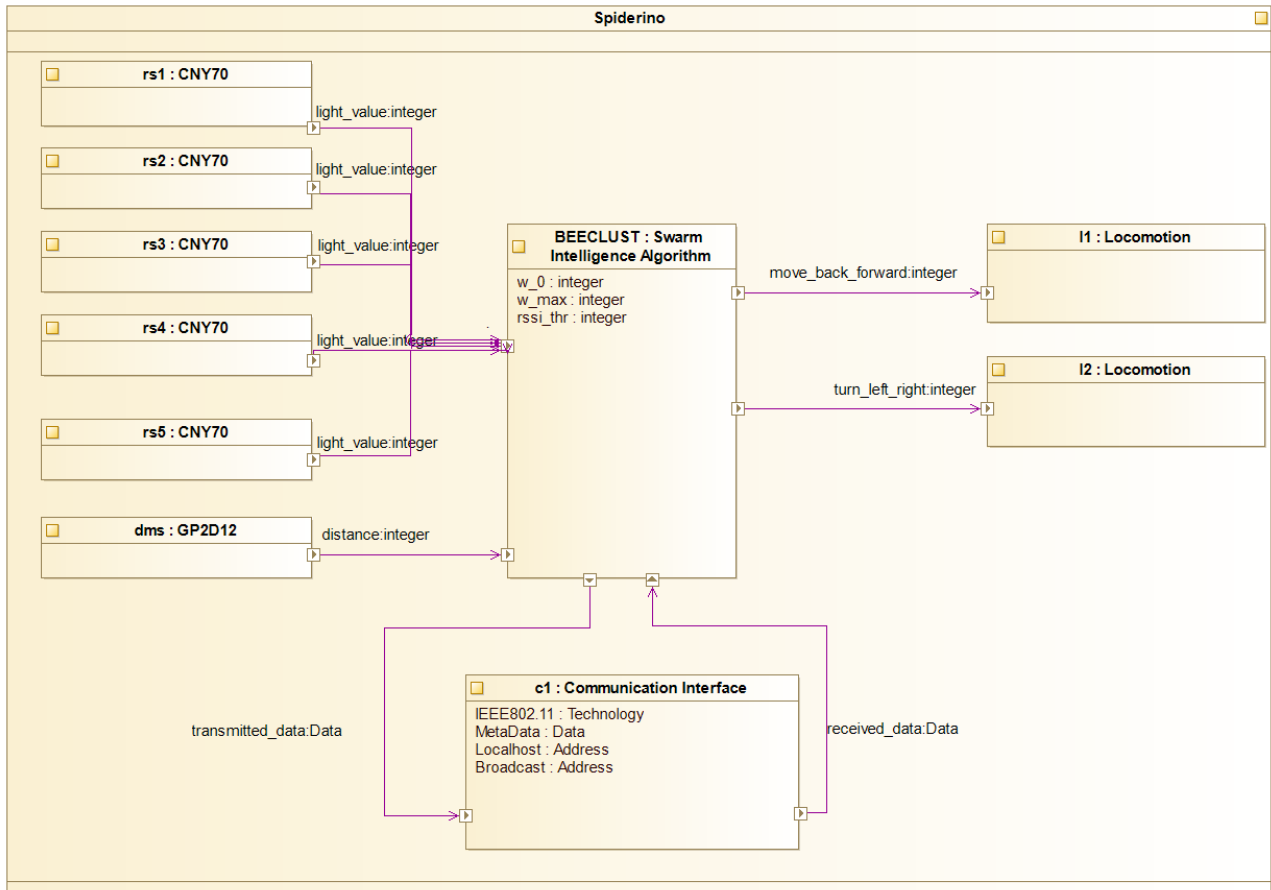 Spiderino
rs1 : CNY70
light_value:integer
rs2 : CNY70
light_value:integer
rs3 : CNY70
light_value:integer
rs4 : CNY70
light_value:integer
rs5 : CNY70
light_value:integer
dms : GP2D12
distance:integer
BEECLUST : Swarm
Intelligence Algorithm
w_0 : integer
w_max : integer
rssi_thr : integer
move_back_forward:integer
l1 : Locomotion
turn_left_right:integer
l2 : Locomotion
c1 : Communication Interface
IEEE802.11 : Technology
MetaData : Data
Localhost : Address
Broadcast : Address
transmitted_data:Data
received_data:Data